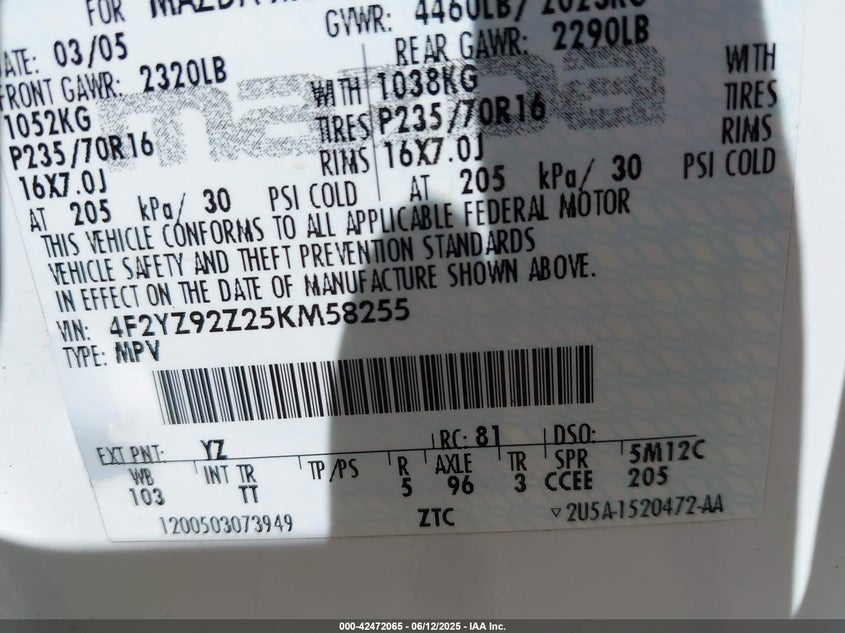 FOR MAZDA
DATE: 03/05 GVWR: 4460LB/ 2023KG
FRONT GAWR: 2320LB REAR GAWR: 2290LB
1052KG WITH 1038KG WITH
P235/70R16 TIRES P235/70R16 TIRES
16X7.0J RIMS 16X7.0J RIMS
AT 205 kPa/ 30 PSI COLD AT 205 kPa/ 30 PSI COLD
THIS VEHICLE CONFORMS TO ALL APPLICABLE FEDERAL MOTOR
VEHICLE SAFETY AND THEFT PREVENTION STANDARDS
IN EFFECT ON THE DATE OF MANUFACTURE SHOWN ABOVE.
VIN: 4F2YZ92Z25KM58255
TYPE: MPV
EXT PNT: YZ RC: 81 DSO:
WB INT TR TP/PS R AXLE TR SPR 5M12C
103 TT 5 96 3 CCEE 205
1200503073949 ZTC ▽2U5A-1520472-AA
mazda
000-42472065 - 06/12/2025 - IAA Inc.